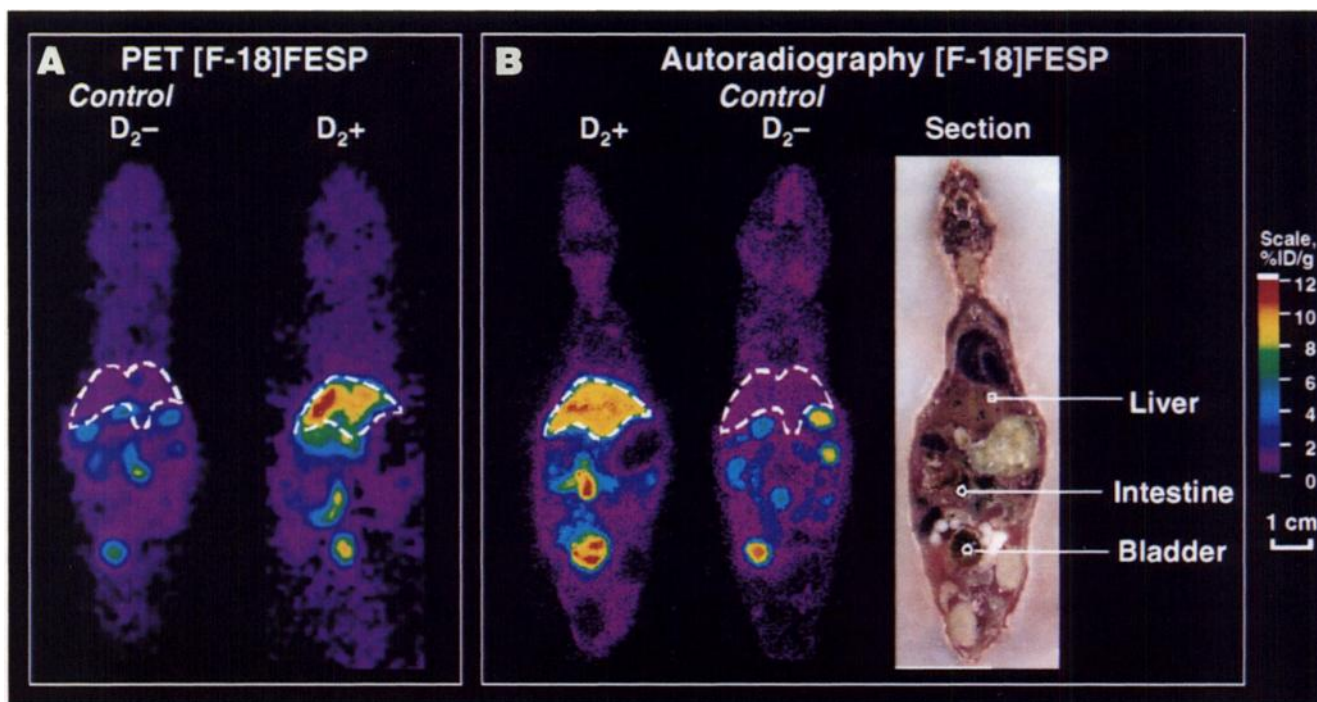 A
PET [F-18]FESP
Control
D₂−
D₂+
B
Autoradiography [F-18]FESP
Control
D₂+
D₂−
Section
Liver
Intestine
Bladder
Scale,
%ID/g
12
10
8
6
4
2
0
1 cm